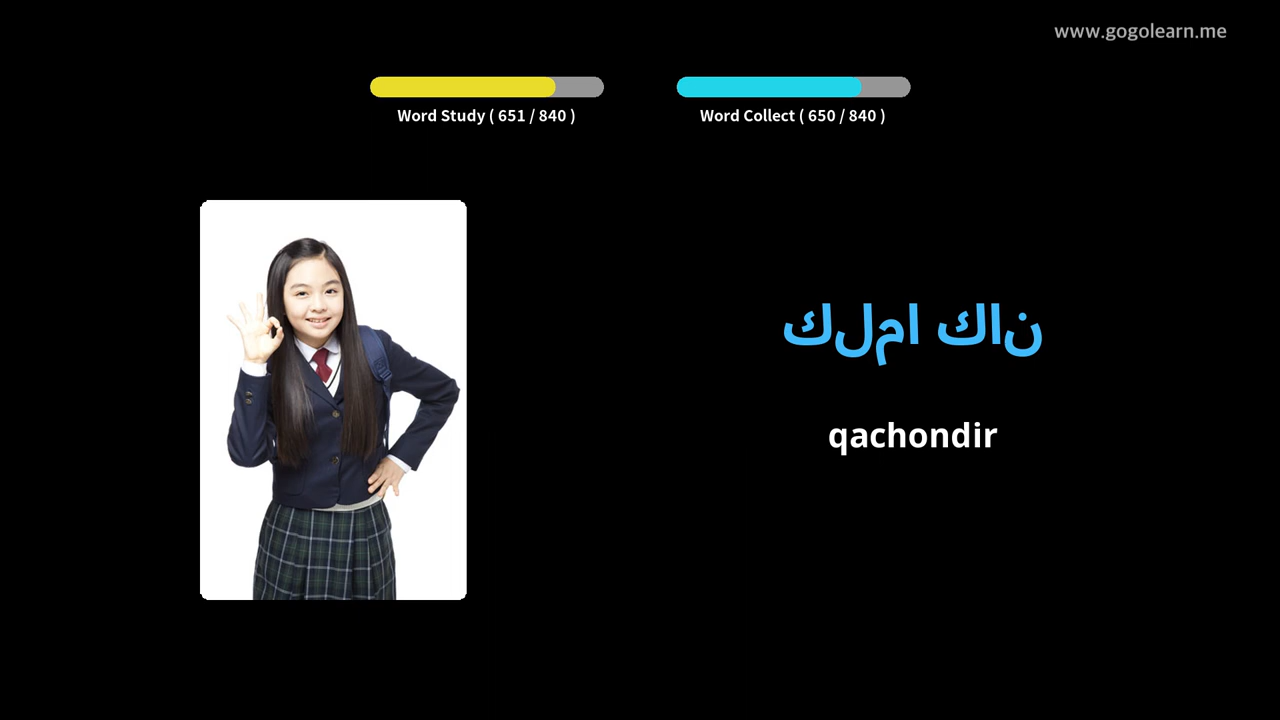 www.gogolearn.me
Word Study ( 651 / 840 )
Word Collect ( 650 / 840 )
كلما كان
qachondir